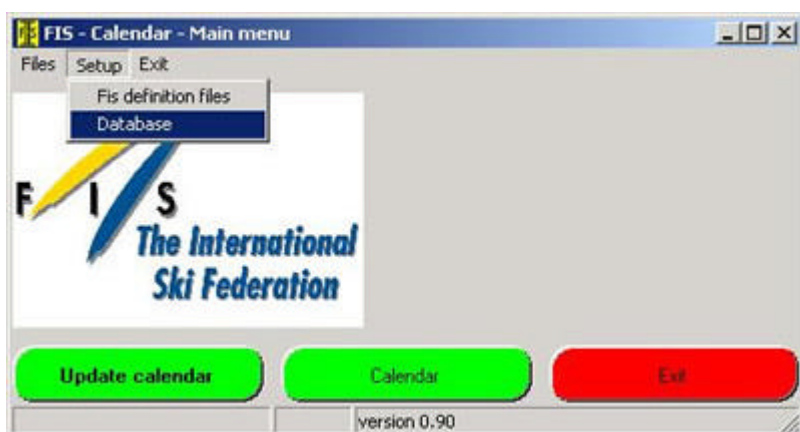 FIS - Calendar - Main menu
Files Setup Exit
Fis definition files
Database
F I S
The International
Ski Federation
Update calendar Calendar Exit
version 0.90